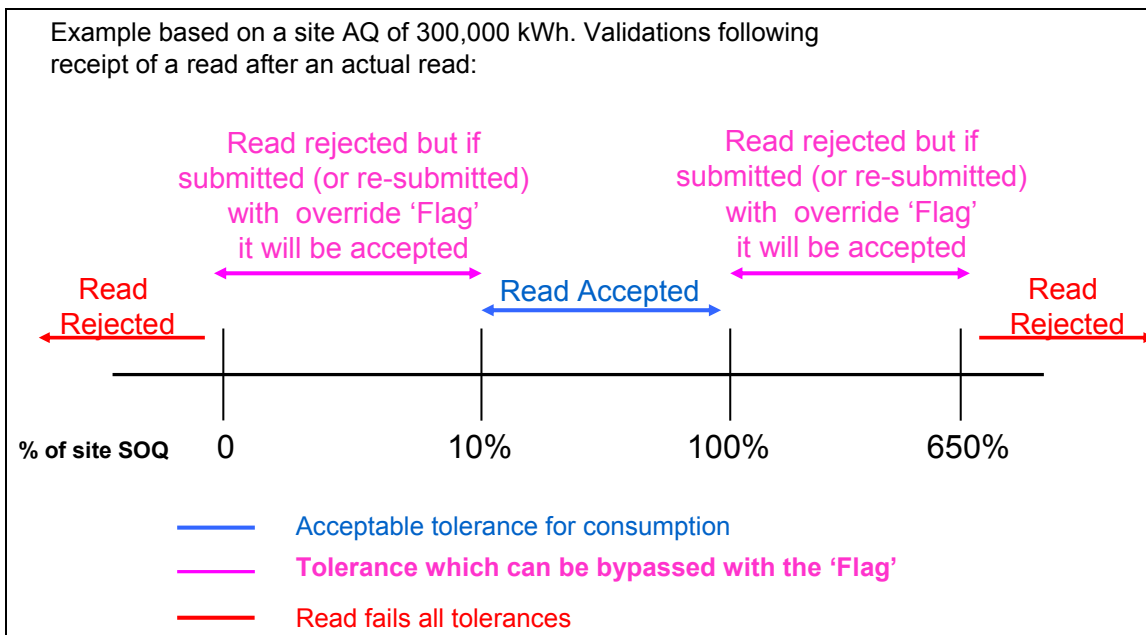 Example based on a site AQ of 300,000 kWh. Validations following
receipt of a read after an actual read:
Read rejected but if
submitted (or re-submitted)
with override ‘Flag’
it will be accepted
Read rejected but if
submitted (or re-submitted)
with override ‘Flag’
it will be accepted
Read
Rejected
Read Accepted
Read
Rejected
% of site SOQ 0 10% 100% 650%
Acceptable tolerance for consumption
Tolerance which can be bypassed with the ‘Flag’
Read fails all tolerances